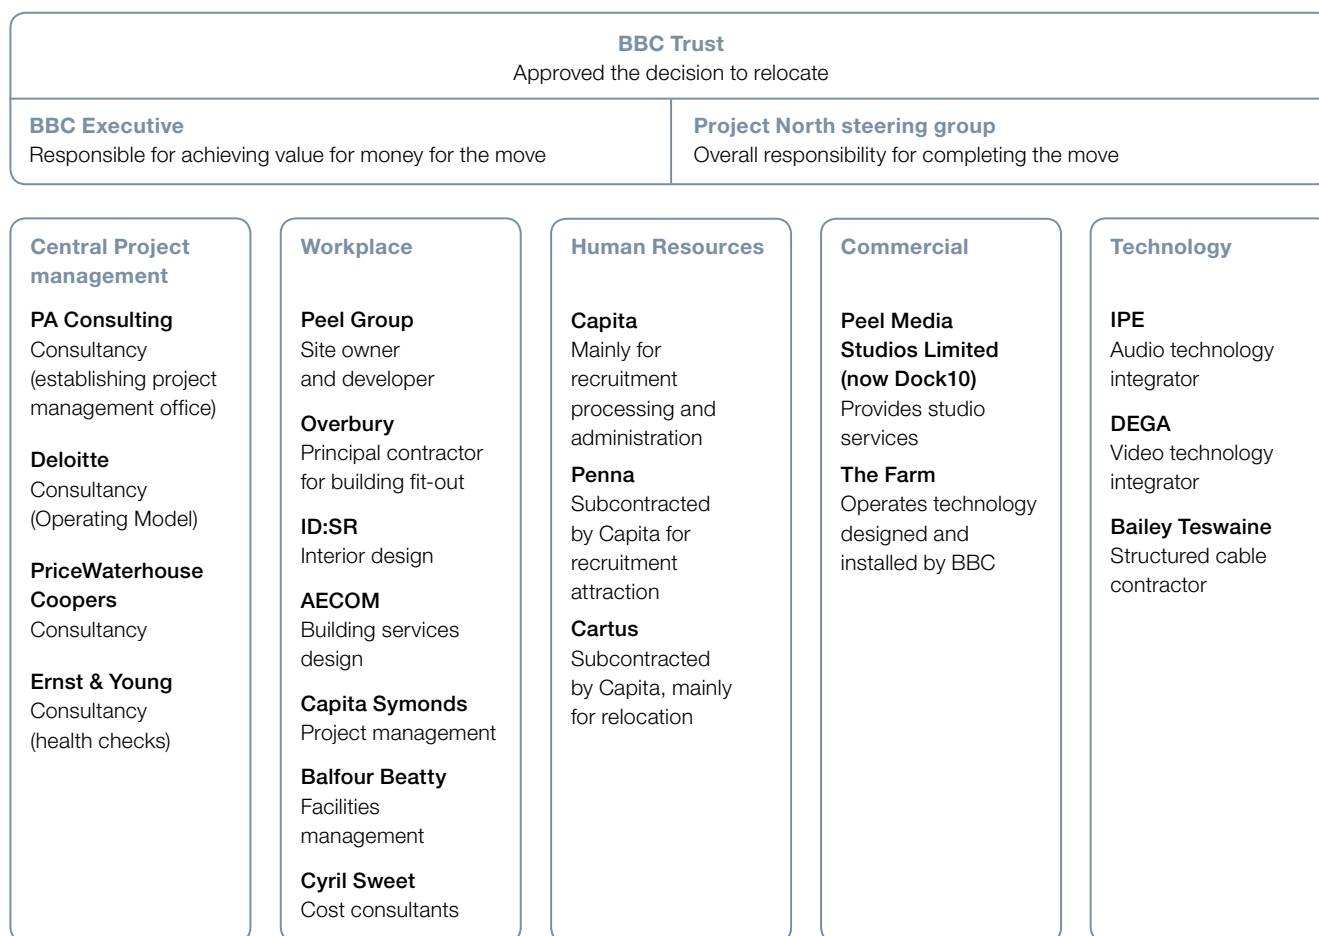 BBC Trust
Approved the decision to relocate
BBC Executive
Responsible for achieving value for money for the move
Project North steering group
Overall responsibility for completing the move
Central Project
management
PA Consulting
Consultancy
(establishing project
management office)
Deloitte
Consultancy
(Operating Model)
PriceWaterhouse
Coopers
Consultancy
Ernst & Young
Consultancy
(health checks)
Workplace
Peel Group
Site owner
and developer
Overbury
Principal contractor
for building fit-out
ID:SR
Interior design
AECOM
Building services
design
Capita Symonds
Project management
Balfour Beatty
Facilities
management
Cyril Sweet
Cost consultants
Human Resources
Capita
Mainly for
recruitment
processing and
administration
Penna
Subcontracted
by Capita for
recruitment
attraction
Cartus
Subcontracted
by Capita, mainly
for relocation
Commercial
Peel Media
Studios Limited
(now Dock10)
Provides studio
services
The Farm
Operates technology
designed and
installed by BBC
Technology
IPE
Audio technology
integrator
DEGA
Video technology
integrator
Bailey Teswaine
Structured cable
contractor